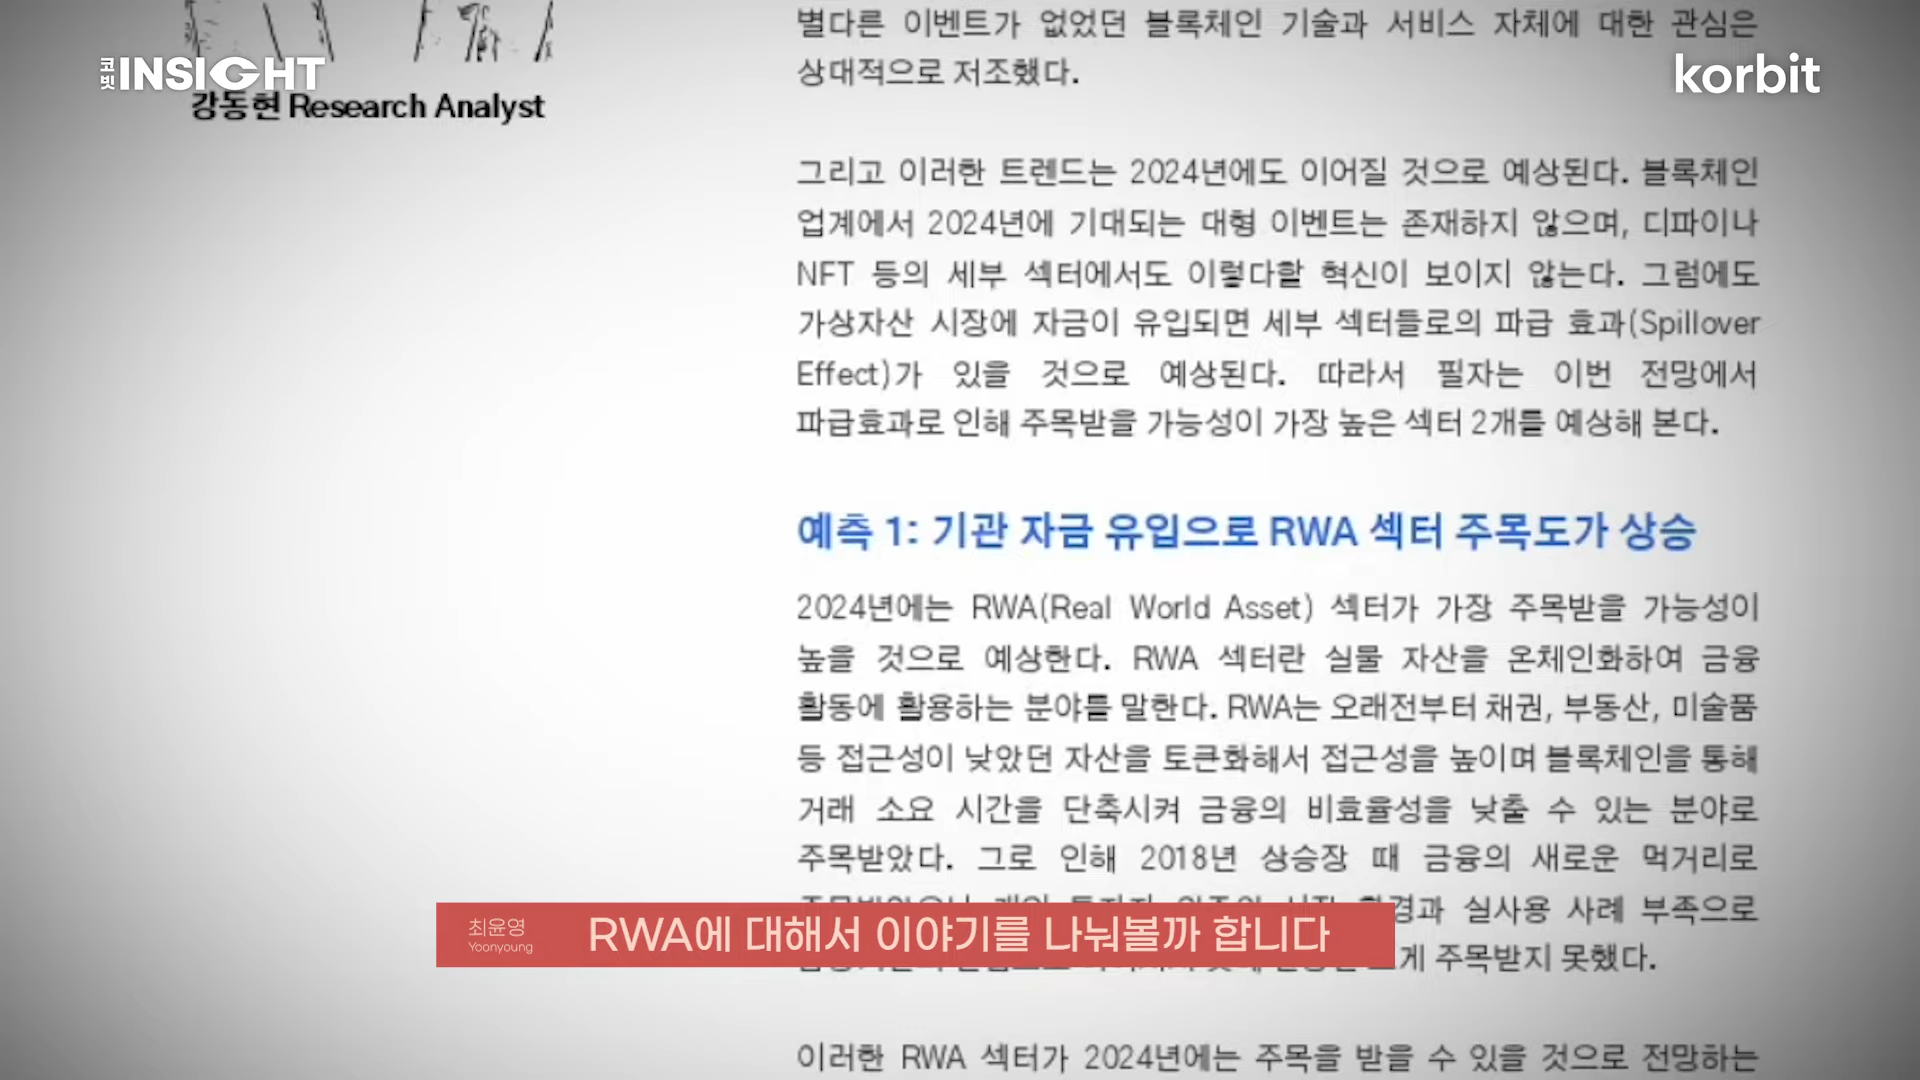 코빗 INSIGHT
korbit
강동현 Research Analyst
별다른 이벤트가 없었던 블록체인 기술과 서비스 자체에 대한 관심은
상대적으로 저조했다.
그리고 이러한 트렌드는 2024년에도 이어질 것으로 예상된다. 블록체인
업계에서 2024년에 기대되는 대형 이벤트는 존재하지 않으며, 디파이나
NFT 등의 세부 섹터에서도 이렇다할 혁신이 보이지 않는다. 그럼에도
가상자산 시장에 자금이 유입되면 세부 섹터들로의 파급 효과(Spillover
Effect)가 있을 것으로 예상된다. 따라서 필자는 이번 전망에서
파급효과로 인해 주목받을 가능성이 가장 높은 섹터 2개를 예상해 본다.
예측 1: 기관 자금 유입으로 RWA 섹터 주목도가 상승
2024년에는 RWA(Real World Asset) 섹터가 가장 주목받을 가능성이
높을 것으로 예상한다. RWA 섹터란 실물 자산을 온체인화하여 금융
활동에 활용하는 분야를 말한다. RWA는 오래전부터 채권, 부동산, 미술품
등 접근성이 낮았던 자산을 토큰화해서 접근성을 높이며 블록체인을 통해
거래 소요 시간을 단축시켜 금융의 비효율성을 낮출 수 있는 분야로
주목받았다. 그로 인해 2018년 상승장 때 금융의 새로운 먹거리로
실사용 사례 부족으로
주목받지 못했다.
최윤영
Yoonyoung
RWA에 대해서 이야기를 나눠볼까 합니다
이러한 RWA 섹터가 2024년에는 주목을 받을 수 있을 것으로 전망하는